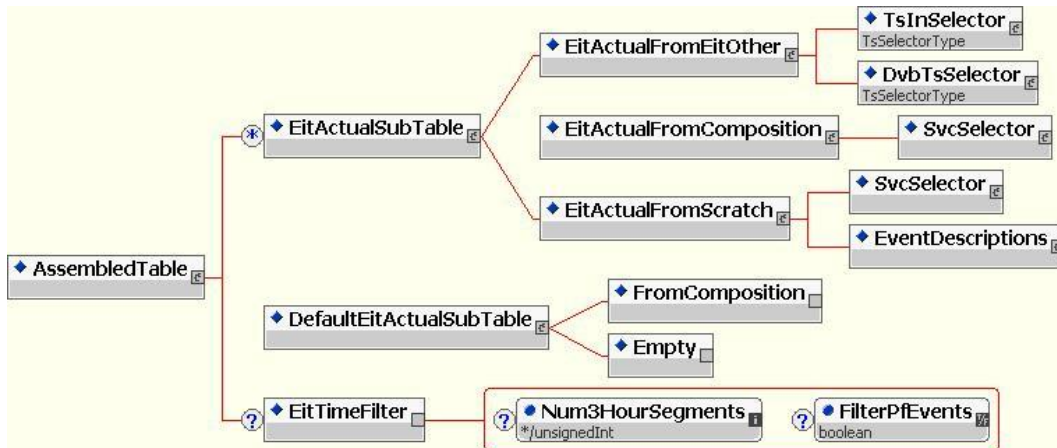 TsInSelector
TsSelectorType
EitActualFromEitOther
DvbTsSelector
TsSelectorType
EitActualSubTable
EitActualFromComposition
SvcSelector
SvcSelector
EitActualFromScratch
EventDescriptions
AssembledTable
FromComposition
DefaultEitActualSubTable
Empty
EitTimeFilter
Num3HourSegments
*/unsignedInt
FilterPfEvents
boolean